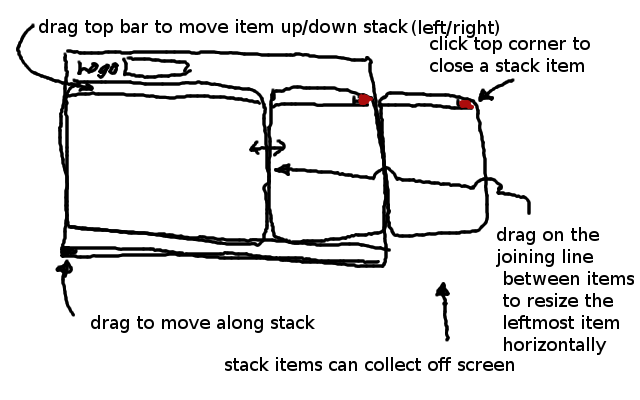 drag top bar to move item up/down stack (left/right)
click top corner to
close a stack item
logo
drag on the
joining line
between items
to resize the
leftmost item
horizontally
drag to move along stack
stack items can collect off screen